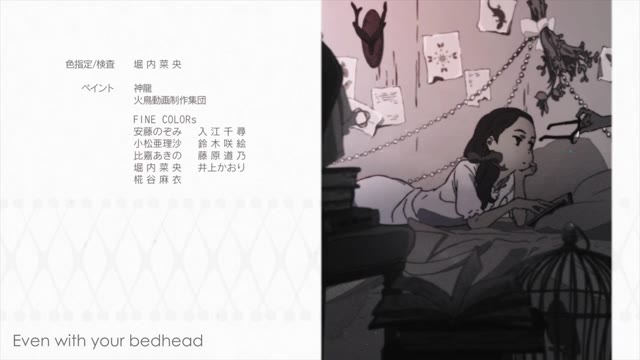 色指定/検査 堀内菜央
ペイント 神龍
火鳥動画制作集団
FINE COLORs
安藤のぞみ 入江千尋
小松亜理沙 鈴木咲絵
比嘉あきの 藤原道乃
堀内菜央 井上かおり
椛谷麻衣
Even with your bedhead